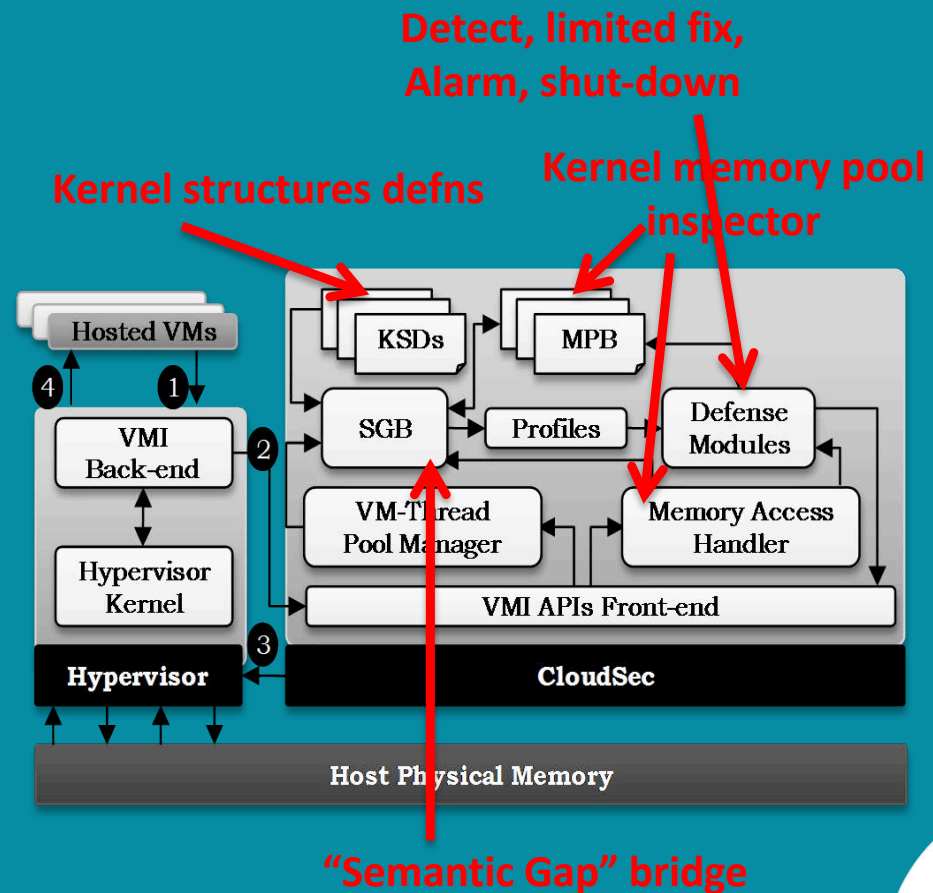 Detect, limited fix,
Alarm, shut-down
Kernel structures defns
Kernel memory pool
inspector
Hosted VMs
KSDs
MPB
4
1
VMI
Back-end
2
SGB
Profiles
Defense
Modules
VM-Thread
Pool Manager
Memory Access
Handler
Hypervisor
Kernel
VMI APIs Front-end
3
Hypervisor
CloudSec
Host Physical Memory
“Semantic Gap” bridge